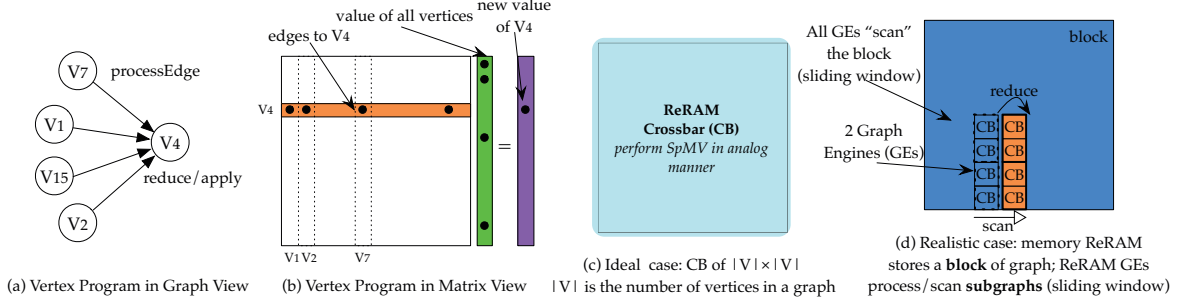 V7
processEdge
V1
V4
V15
reduce/apply
V2
(a) Vertex Program in Graph View
value of all vertices
new value
of V4
edges to V4
V4
=
V1 V2
V7
(b) Vertex Program in Matrix View
ReRAM
Crossbar (CB)
perform SpMV in analog
manner
(c) Ideal case: CB of |V|×|V|
|V| is the number of vertices in a graph
All GEs “scan”
the block
(sliding window)
block
reduce
2 Graph
Engines (GEs)
CB CB
CB CB
CB CB
CB CB
scan
(d) Realistic case: memory ReRAM
stores a block of graph; ReRAM GEs
process/scan subgraphs (sliding window)